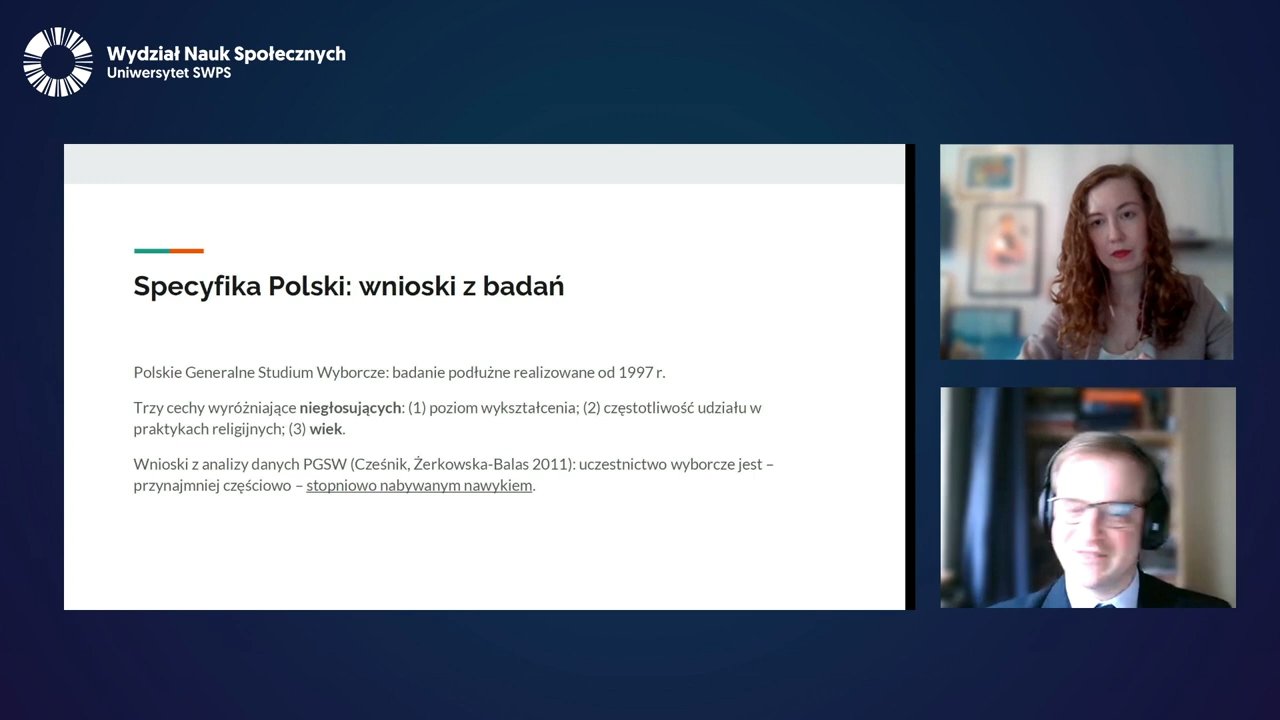 Wydział Nauk Społecznych
Uniwersytet SWPS
Specyfika Polski: wnioski z badań
Polskie Generalne Studium Wyborcze: badanie podłużne realizowane od 1997 r.
Trzy cechy wyróżniające niegłosujących: (1) poziom wykształcenia; (2) częstotliwość udziału w
praktykach religijnych; (3) wiek.
Wnioski z analizy danych PGSW (Cześnik, Żerkowska-Balas 2011): uczestnictwo wyborcze jest –
przynajmniej częściowo – stopniowo nabywanym nawykiem.